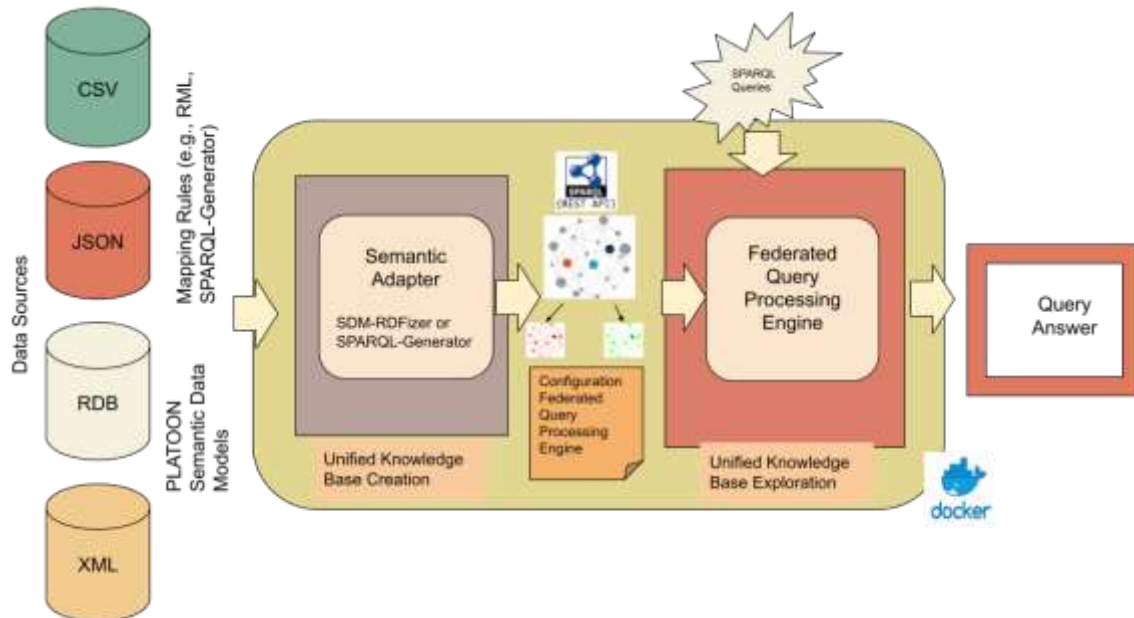 Data Sources
CSV
JSON
RDB
XML
Mapping Rules (e.g., RML,
SPARQL-Generator)
PLATOON
Semantic Data
Models
Semantic
Adapter
SDM-RDFizer or
SPARQL-Generator
Unified Knowledge
Base Creation
SPARQL
{REST API}
Configuration
Federated
Query
Processing
Engine
SPARQL
Queries
Federated
Query
Processing
Engine
Unified Knowledge
Base Exploration
docker
Query
Answer